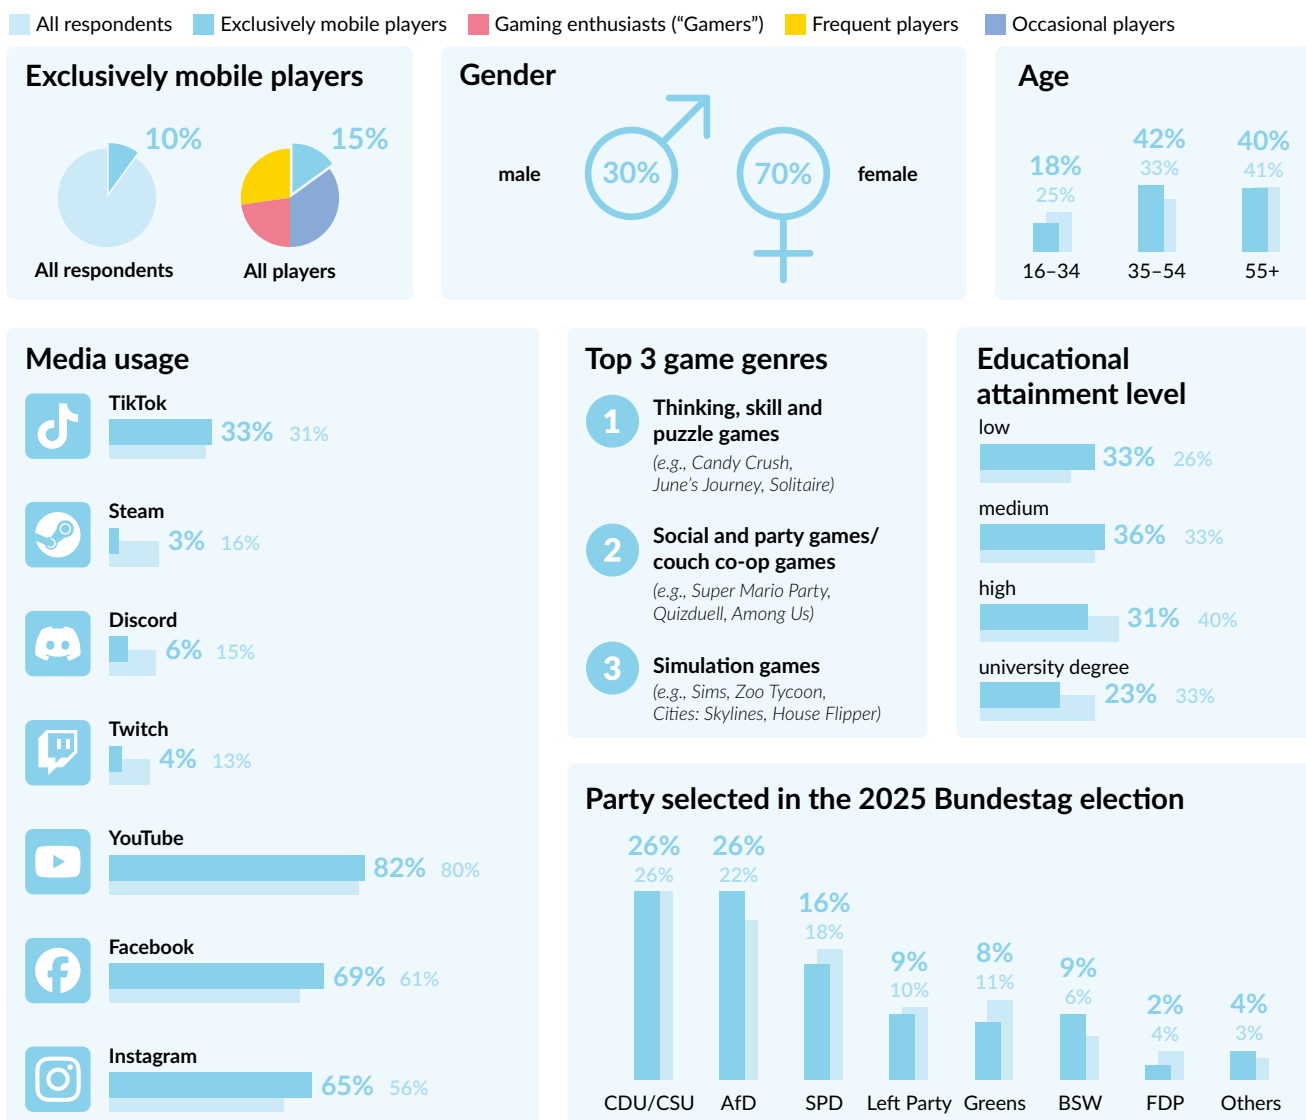 All respondents
Exclusively mobile players
Gaming enthusiasts (“Gamers”)
Frequent players
Occasional players
Exclusively mobile players
10%
15%
All respondents
All players
Gender
male
30%
70%
female
Age
18%
25%
42%
33%
40%
41%
16–34
35–54
55+
Media usage
TikTok
33% 31%
Steam
3% 16%
Discord
6% 15%
Twitch
4% 13%
YouTube
82% 80%
Facebook
69% 61%
Instagram
65% 56%
Top 3 game genres
1
Thinking, skill and
puzzle games
(e.g., Candy Crush,
June’s Journey, Solitaire)
2
Social and party games/
couch co-op games
(e.g., Super Mario Party,
Quizduell, Among Us)
3
Simulation games
(e.g., Sims, Zoo Tycoon,
Cities: Skylines, House Flipper)
Educational
attainment level
low
33% 26%
medium
36% 33%
high
31% 40%
university degree
23% 33%
Party selected in the 2025 Bundestag election
26%
26%
26%
22%
16%
18%
9%
10%
8%
11%
9%
6%
2%
4%
4%
3%
CDU/CSU
AfD
SPD
Left Party
Greens
BSW
FDP
Others